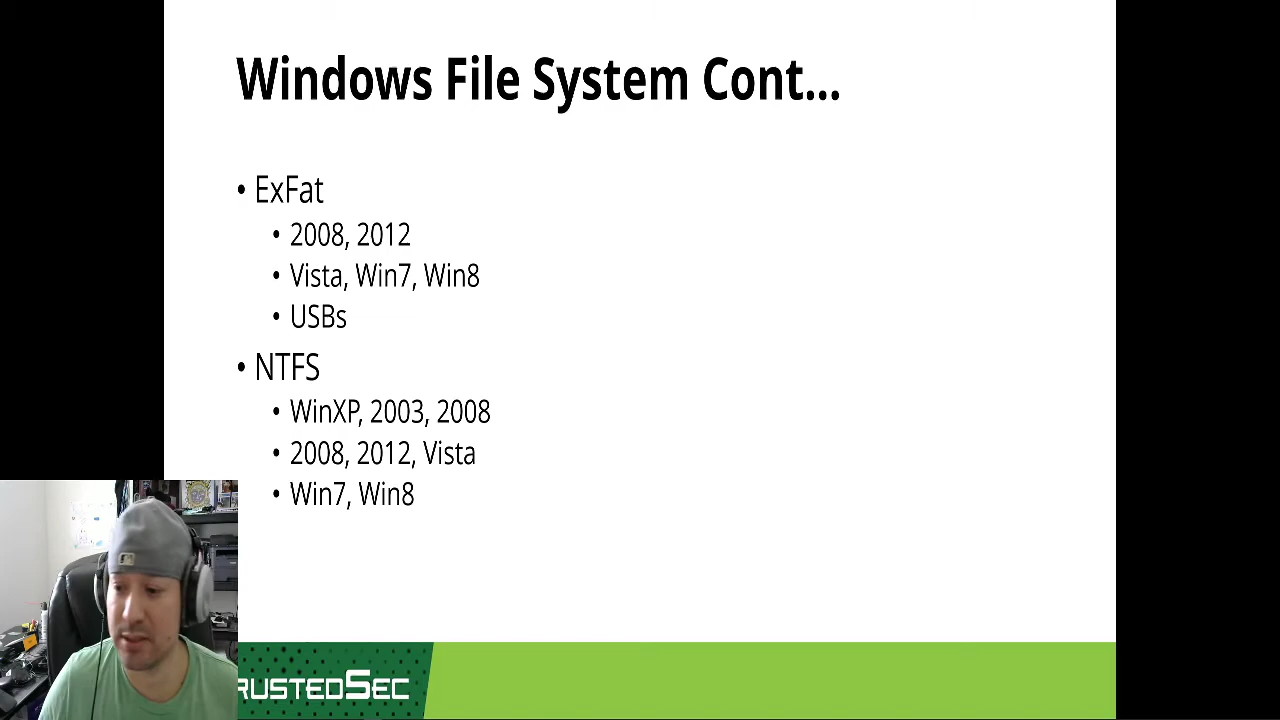 Windows File System Cont...
• ExFat
• 2008, 2012
• Vista, Win7, Win8
• USBs
• NTFS
• WinXP, 2003, 2008
• 2008, 2012, Vista
• Win7, Win8
RUSTEDSEC